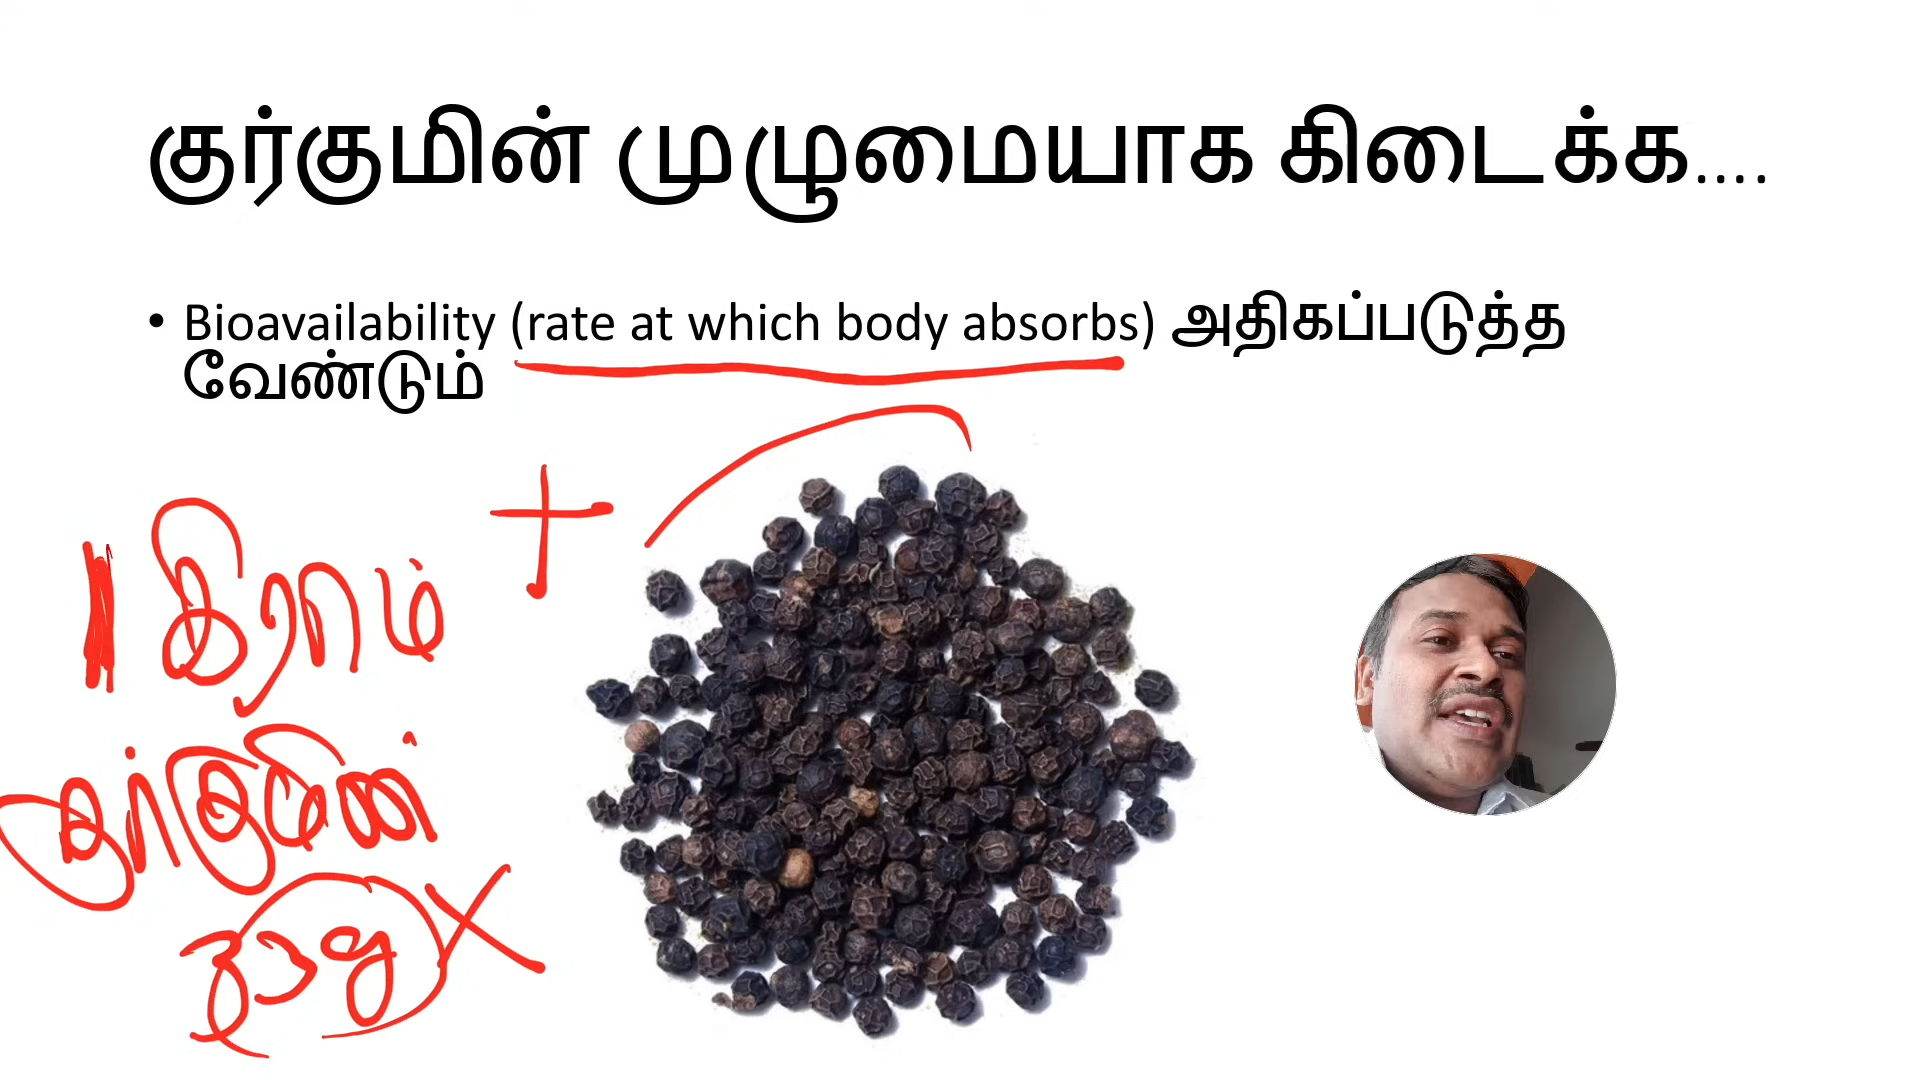 குர்குமின் முழுமையாக கிடைக்க....
• Bioavailability (rate at which body absorbs) அதிகப்படுத்த
வேண்டும்
1 கிராம் +
குர்குமின்